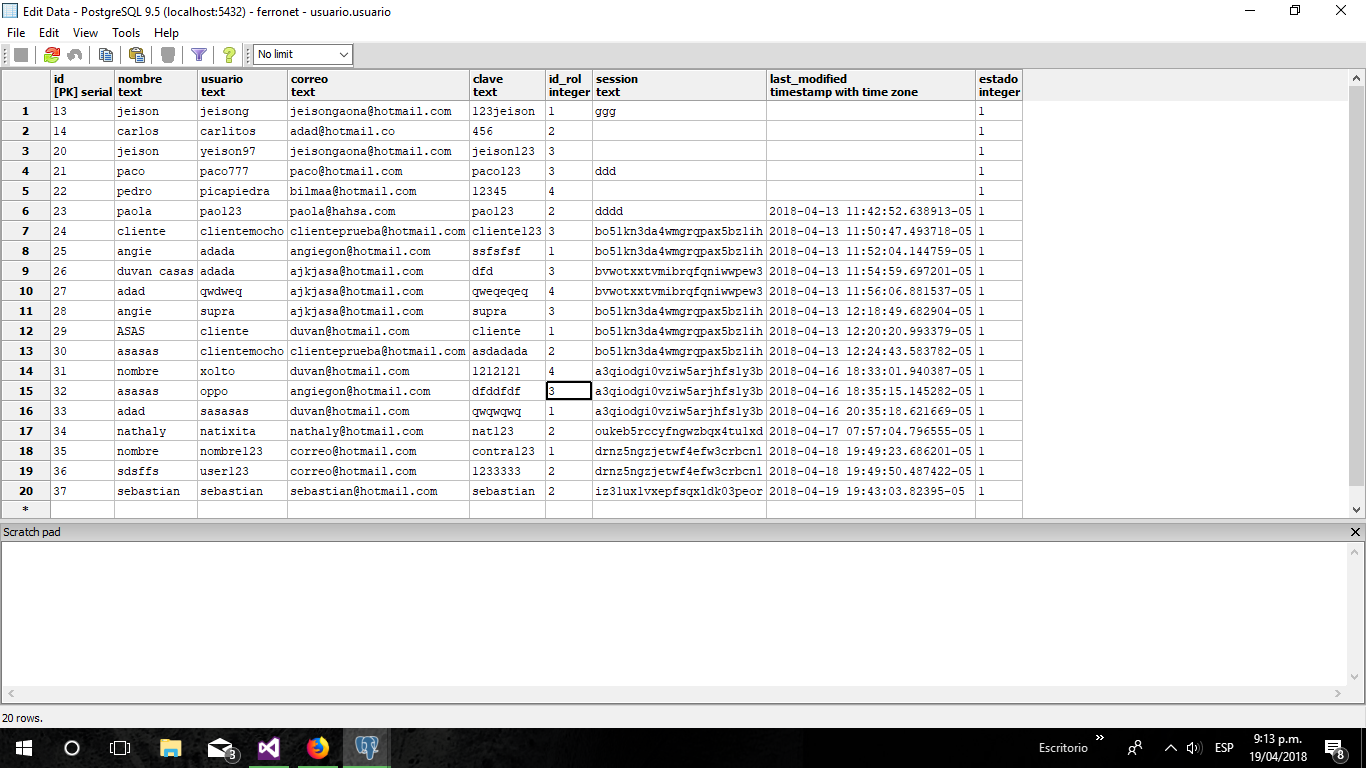 Edit Data - PostgreSQL 9.5 (localhost:5432) - ferronet - usuario.usuario
File Edit View Tools Help
No limit
id nombre usuario correo clave id_rol session last_modified estado
[PK] serial text text text text integer text timestamp with time zone integer
1 13 jeison jeisong jeisongaona@hotmail.com 123jeison 1 ggg 1
2 14 carlos carlitos adad@hotmail.co 456 2 1
3 20 jeison yeison97 jeisongaona@hotmail.com jeison123 3 1
4 21 paco paco777 paco@hotmail.com paco123 3 ddd 1
5 22 pedro picapiedra bilmaa@hotmail.com 12345 4 1
6 23 paola pao123 paola@hahsa.com pao123 2 dddd 2018-04-13 11:42:52.638913-05 1
7 24 cliente clientemocho clienteprueba@hotmail.com cliente123 3 bo51kn3da4wmgrqpax5bzlih 2018-04-13 11:50:47.493718-05 1
8 25 angie adada angiegon@hotmail.com ssfsfsf 1 bo51kn3da4wmgrqpax5bzlih 2018-04-13 11:52:04.144759-05 1
9 26 duvan casas adada ajkjasa@hotmail.com dfd 3 bvwotxxtvmibrqfqniwwpew3 2018-04-13 11:54:59.697201-05 1
10 27 adad qwdweq ajkjasa@hotmail.com qweqeqeq 4 bvwotxxtvmibrqfqniwwpew3 2018-04-13 11:56:06.881537-05 1
11 28 angie supra ajkjasa@hotmail.com supra 3 bo51kn3da4wmgrqpax5bzlih 2018-04-13 12:18:49.682904-05 1
12 29 ASAS cliente duvan@hotmail.com cliente 1 bo51kn3da4wmgrqpax5bzlih 2018-04-13 12:20:20.993379-05 1
13 30 asasas clientemocho clienteprueba@hotmail.com asdadada 2 bo51kn3da4wmgrqpax5bzlih 2018-04-13 12:24:43.583782-05 1
14 31 nombre xolto duvan@hotmail.com 1212121 4 a3qiodgi0vziw5arjhfsly3b 2018-04-16 18:33:01.940387-05 1
15 32 asasas oppo angiegon@hotmail.com dfddfdf 3 a3qiodgi0vziw5arjhfsly3b 2018-04-16 18:35:15.145282-05 1
16 33 adad sasasas duvan@hotmail.com qwqwqwq 1 a3qiodgi0vziw5arjhfsly3b 2018-04-16 20:35:18.621669-05 1
17 34 nathaly natixita nathaly@hotmail.com nat123 2 oukeb5rccyfngwzbqx4tulxd 2018-04-17 07:57:04.796555-05 1
18 35 nombre nombre123 correo@hotmail.com contra123 1 drnz5ngzjetwf4efw3crbcnl 2018-04-18 19:49:23.686201-05 1
19 36 sdsffs user123 correo@hotmail.com 1233333 2 drnz5ngzjetwf4efw3crbcnl 2018-04-18 19:49:50.487422-05 1
20 37 sebastian sebastian sebastian@hotmail.com sebastian 2 iz3lux1vxepfsqxldk03peor 2018-04-19 19:43:03.82395-05 1
*
Scratch pad
20 rows.
3
Escritorio
ESP
9:13 p.m.
19/04/2018
8